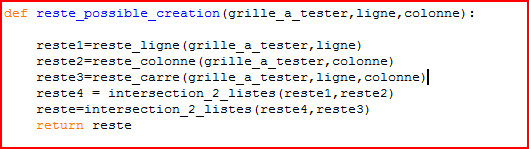 def reste_possible_creation(grille_a_tester,ligne,colonne):
reste1=reste_ligne(grille_a_tester,ligne)
reste2=reste_colonne(grille_a_tester,colonne)
reste3=reste_carre(grille_a_tester,ligne,colonne)
reste4 = intersection_2_listes(reste1,reste2)
reste=intersection_2_listes(reste4,reste3)
return reste